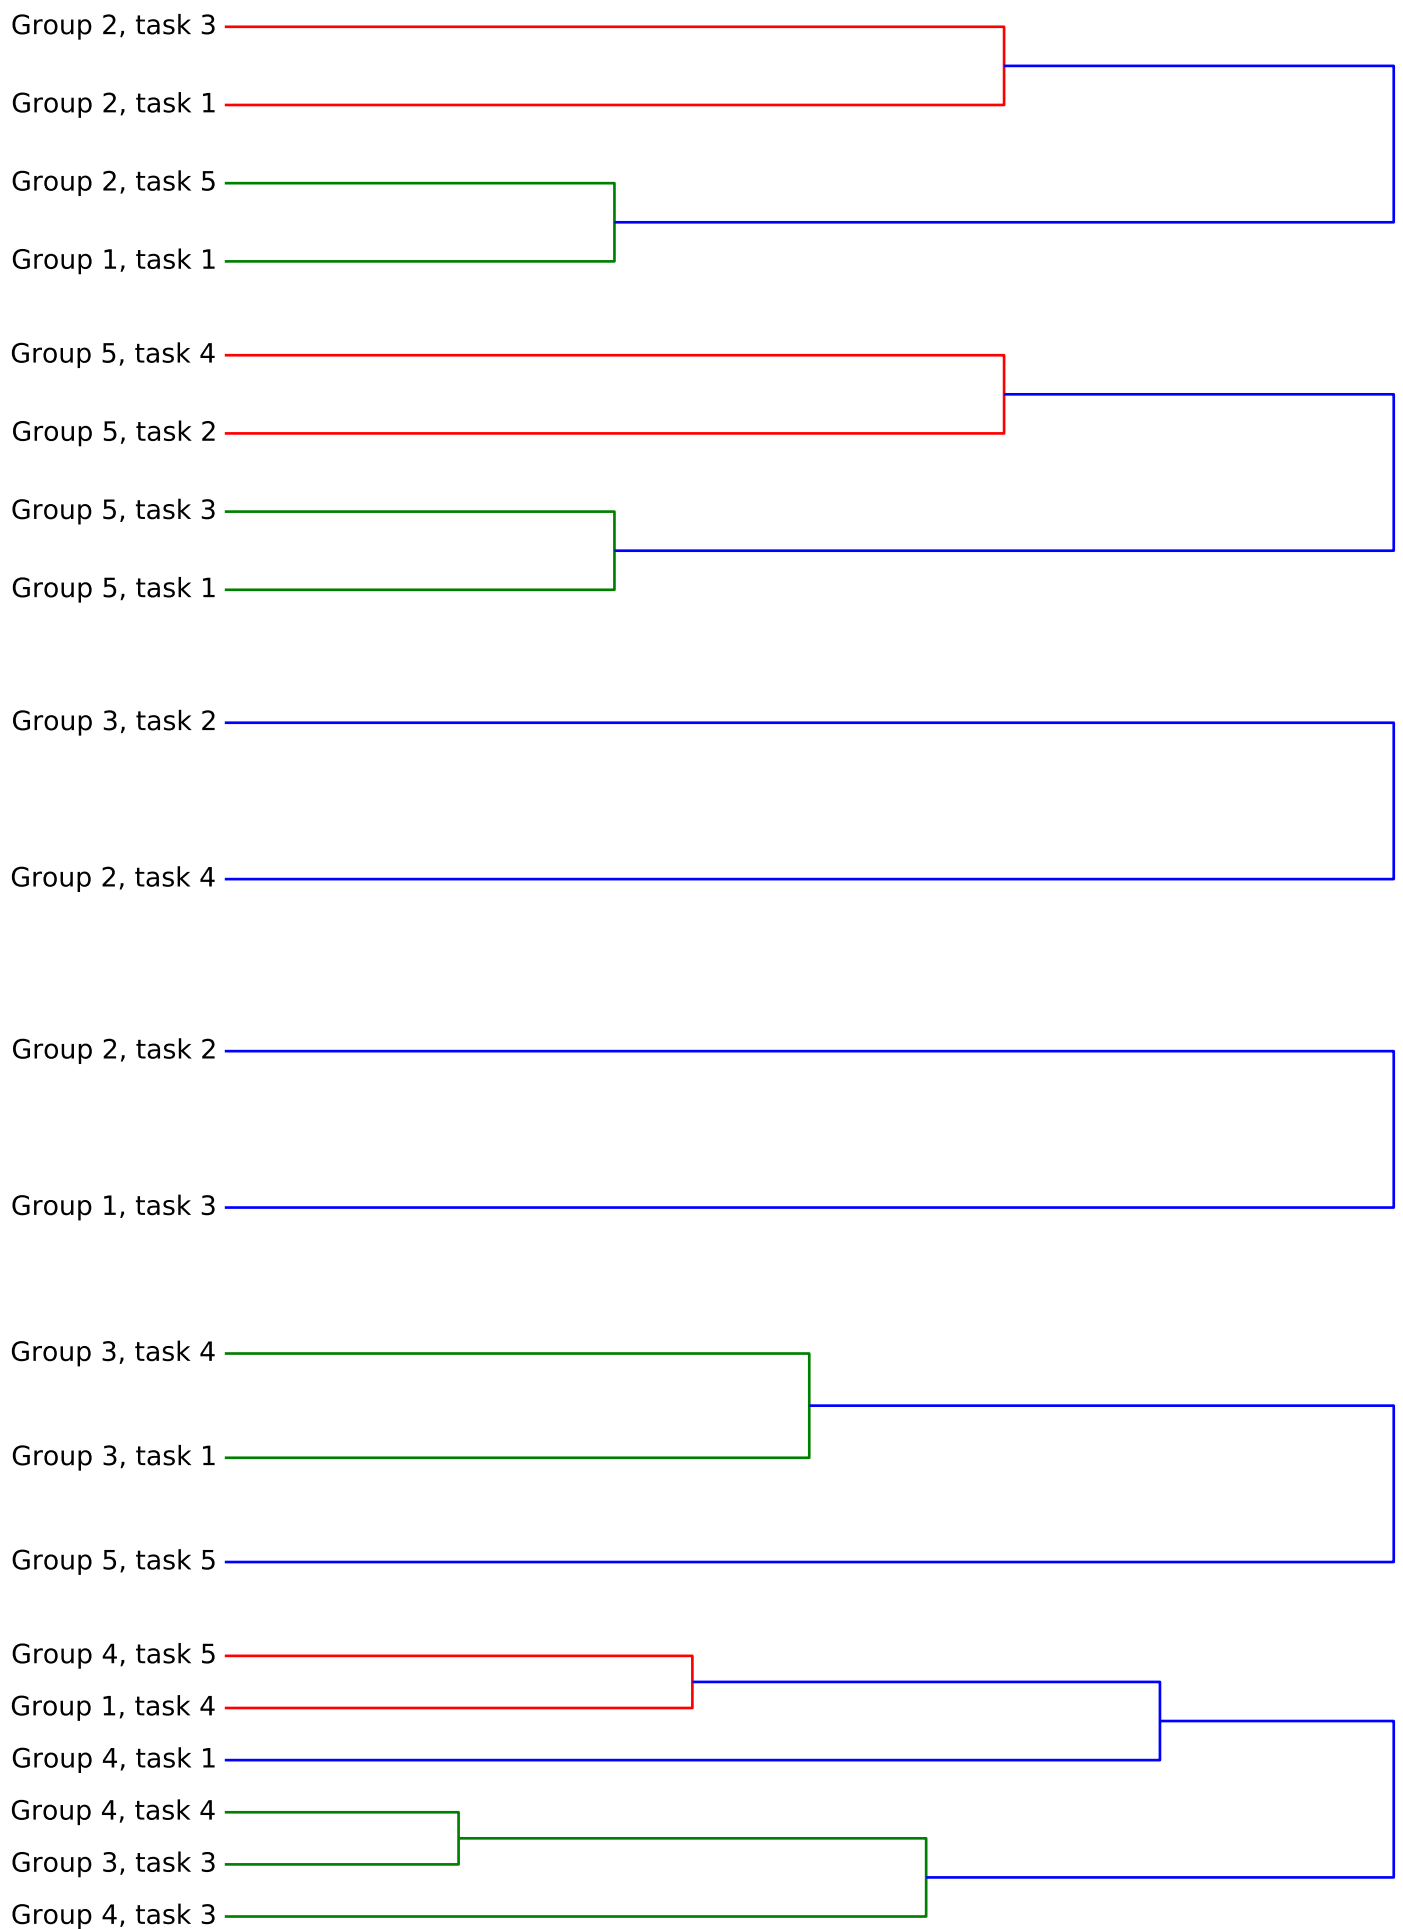 Group 2, task 3
Group 2, task 1
Group 2, task 5
Group 1, task 1
Group 5, task 4
Group 5, task 2
Group 5, task 3
Group 5, task 1
Group 3, task 2
Group 2, task 4
Group 2, task 2
Group 1, task 3
Group 3, task 4
Group 3, task 1
Group 5, task 5
Group 4, task 5
Group 1, task 4
Group 4, task 1
Group 4, task 4
Group 3, task 3
Group 4, task 3